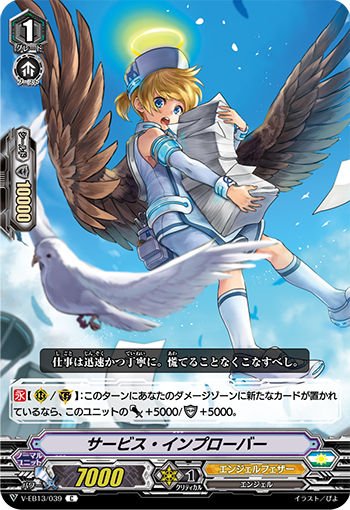 1
グレード
ブースト
シールド 10000
仕事は迅速かつ丁寧に。慌てることなくこなすべし。
永【 / 】:このターンにあなたのダメージゾーンに新たなカードが置かれ
ているなら、このユニットの +5000/ +5000。
サービス・インプローバー
ノーマルユニット
パワー 7000 1 クリティカル エンジェルフェザー
エンジェル
V-EB13/039 C イラスト/ぴよ